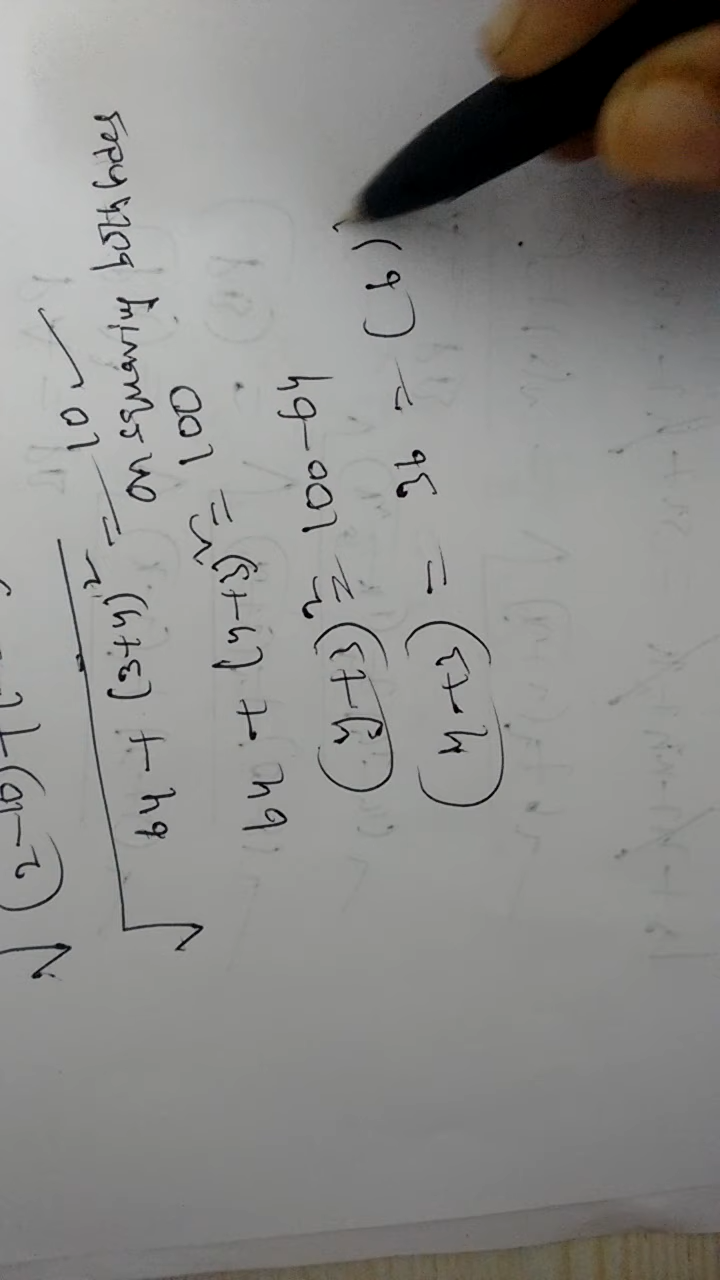 √(2-10)
√64 + (3+y)² = 10 ✓
on squaring both sides
64 + (y+3)² = 100
(y+3)² = 100-64
(y+3) = 36 = (6)